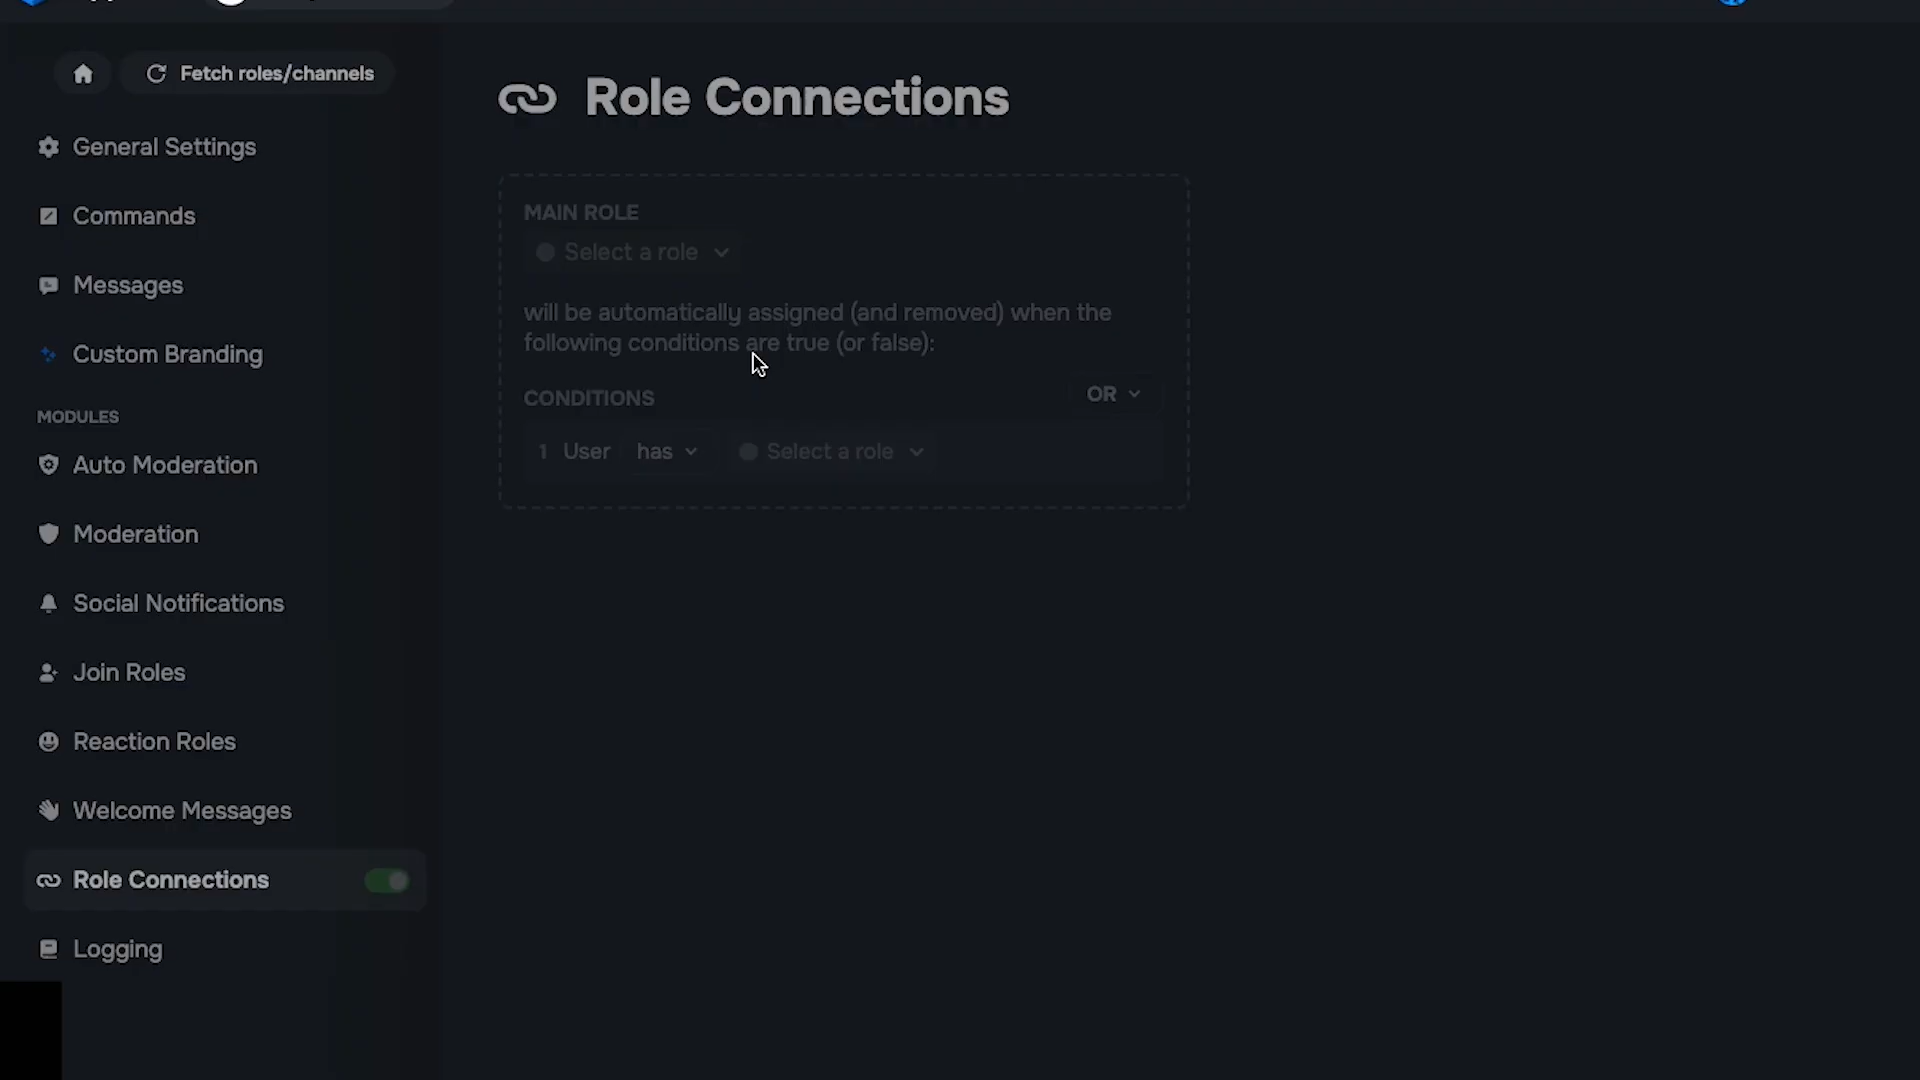 Fetch roles/channels
General Settings
Commands
Messages
Custom Branding
MODULES
Auto Moderation
Moderation
Social Notifications
Join Roles
Reaction Roles
Welcome Messages
Role Connections
Logging
Role Connections
MAIN ROLE
Select a role
will be automatically assigned (and removed) when the
following conditions are true (or false):
CONDITIONS
OR
1 User has Select a role